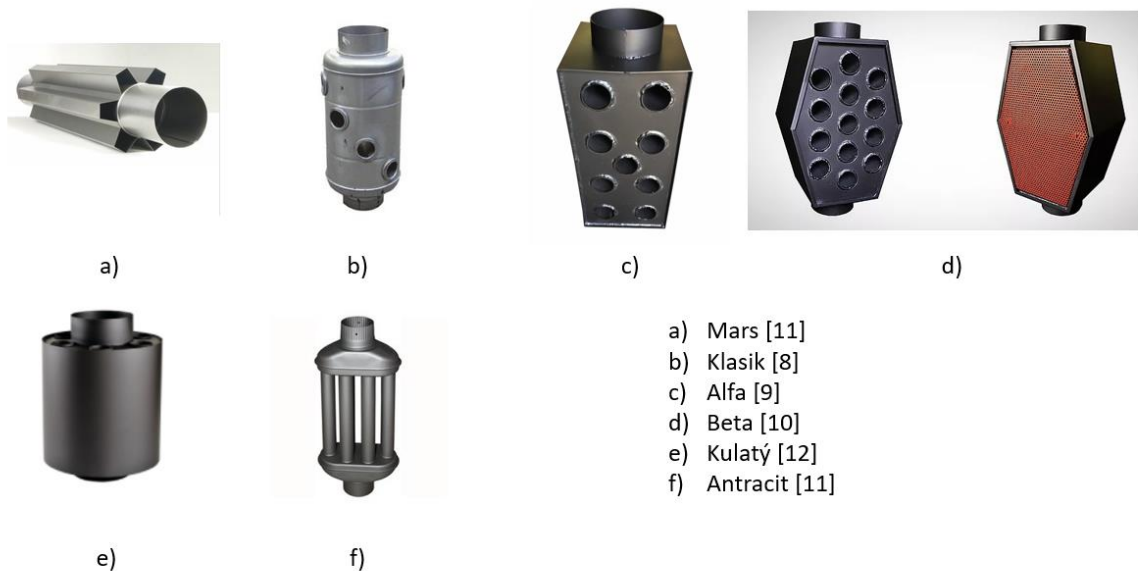 a)
b)
c)
d)
e)
f)
a) Mars [11]
b) Klasik [8]
c) Alfa [9]
d) Beta [10]
e) Kulatý [12]
f) Antracit [11]